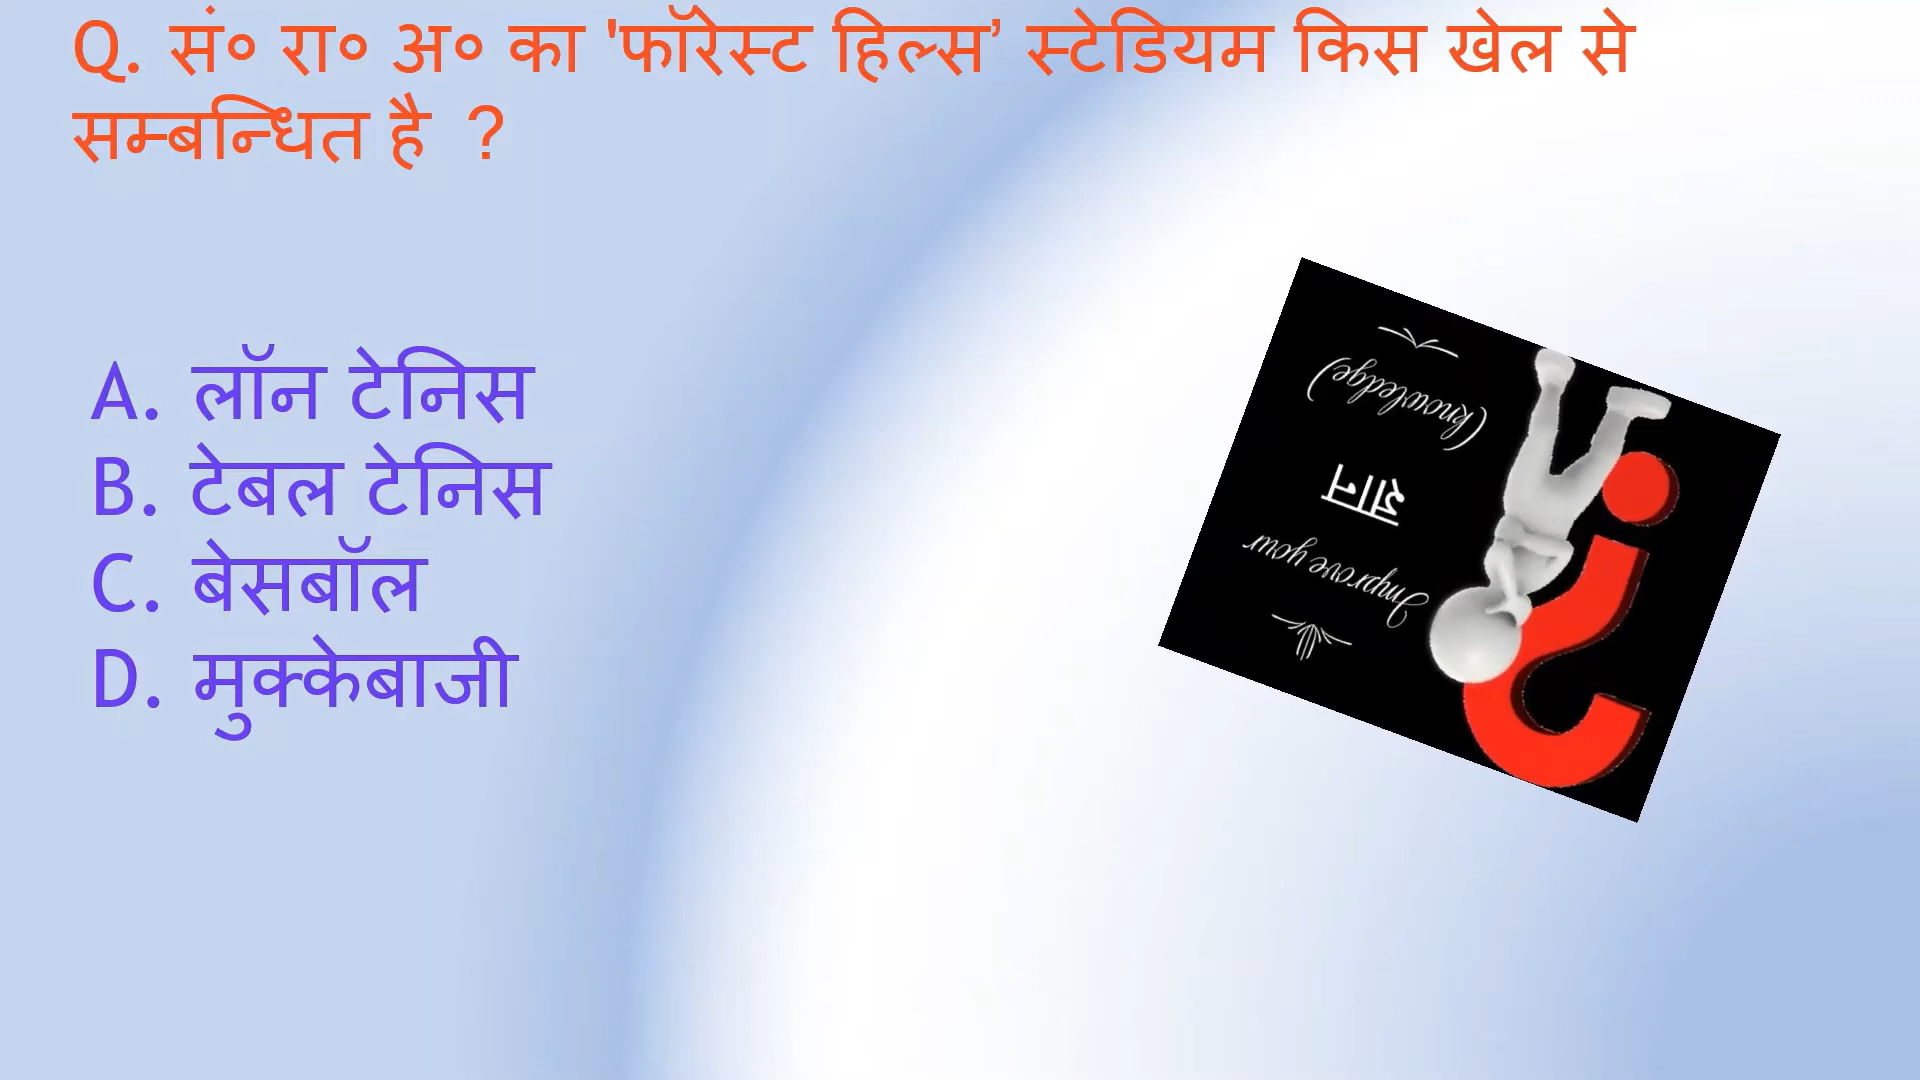 Q. सं० रा० अ० का 'फॉरेस्ट हिल्स’ स्टेडियम किस खेल से
सम्बन्धित है ?
A. लॉन टेनिस
B. टेबल टेनिस
C. बेसबॉल
D. मुक्केबाजी
Improve your
ज्ञान
(knowledge)